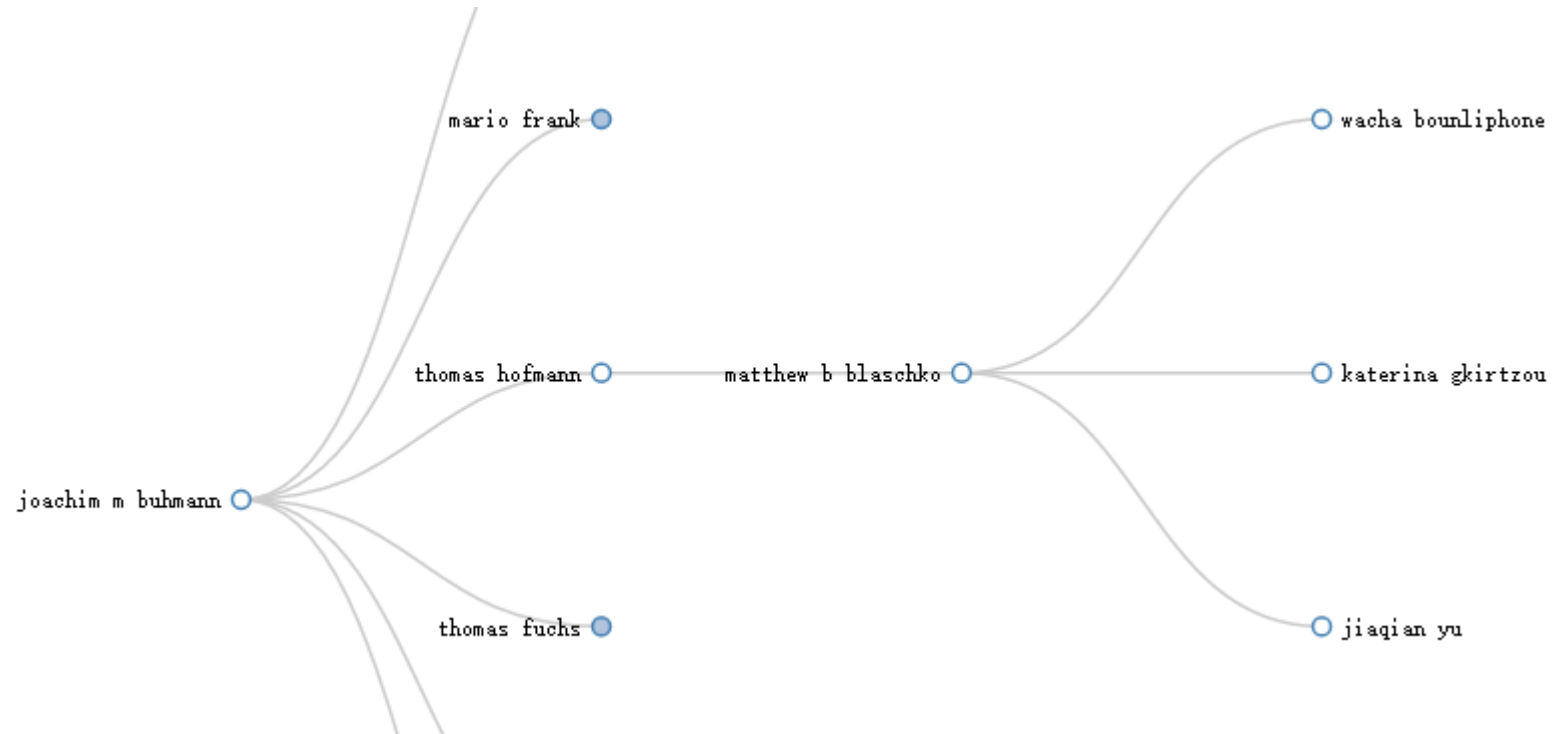 mario frank
wacha bounliphone
thomas hofmann
matthew b blaschko
katerina gkirtzou
joachim m buhmann
thomas fuchs
jiaqian yu